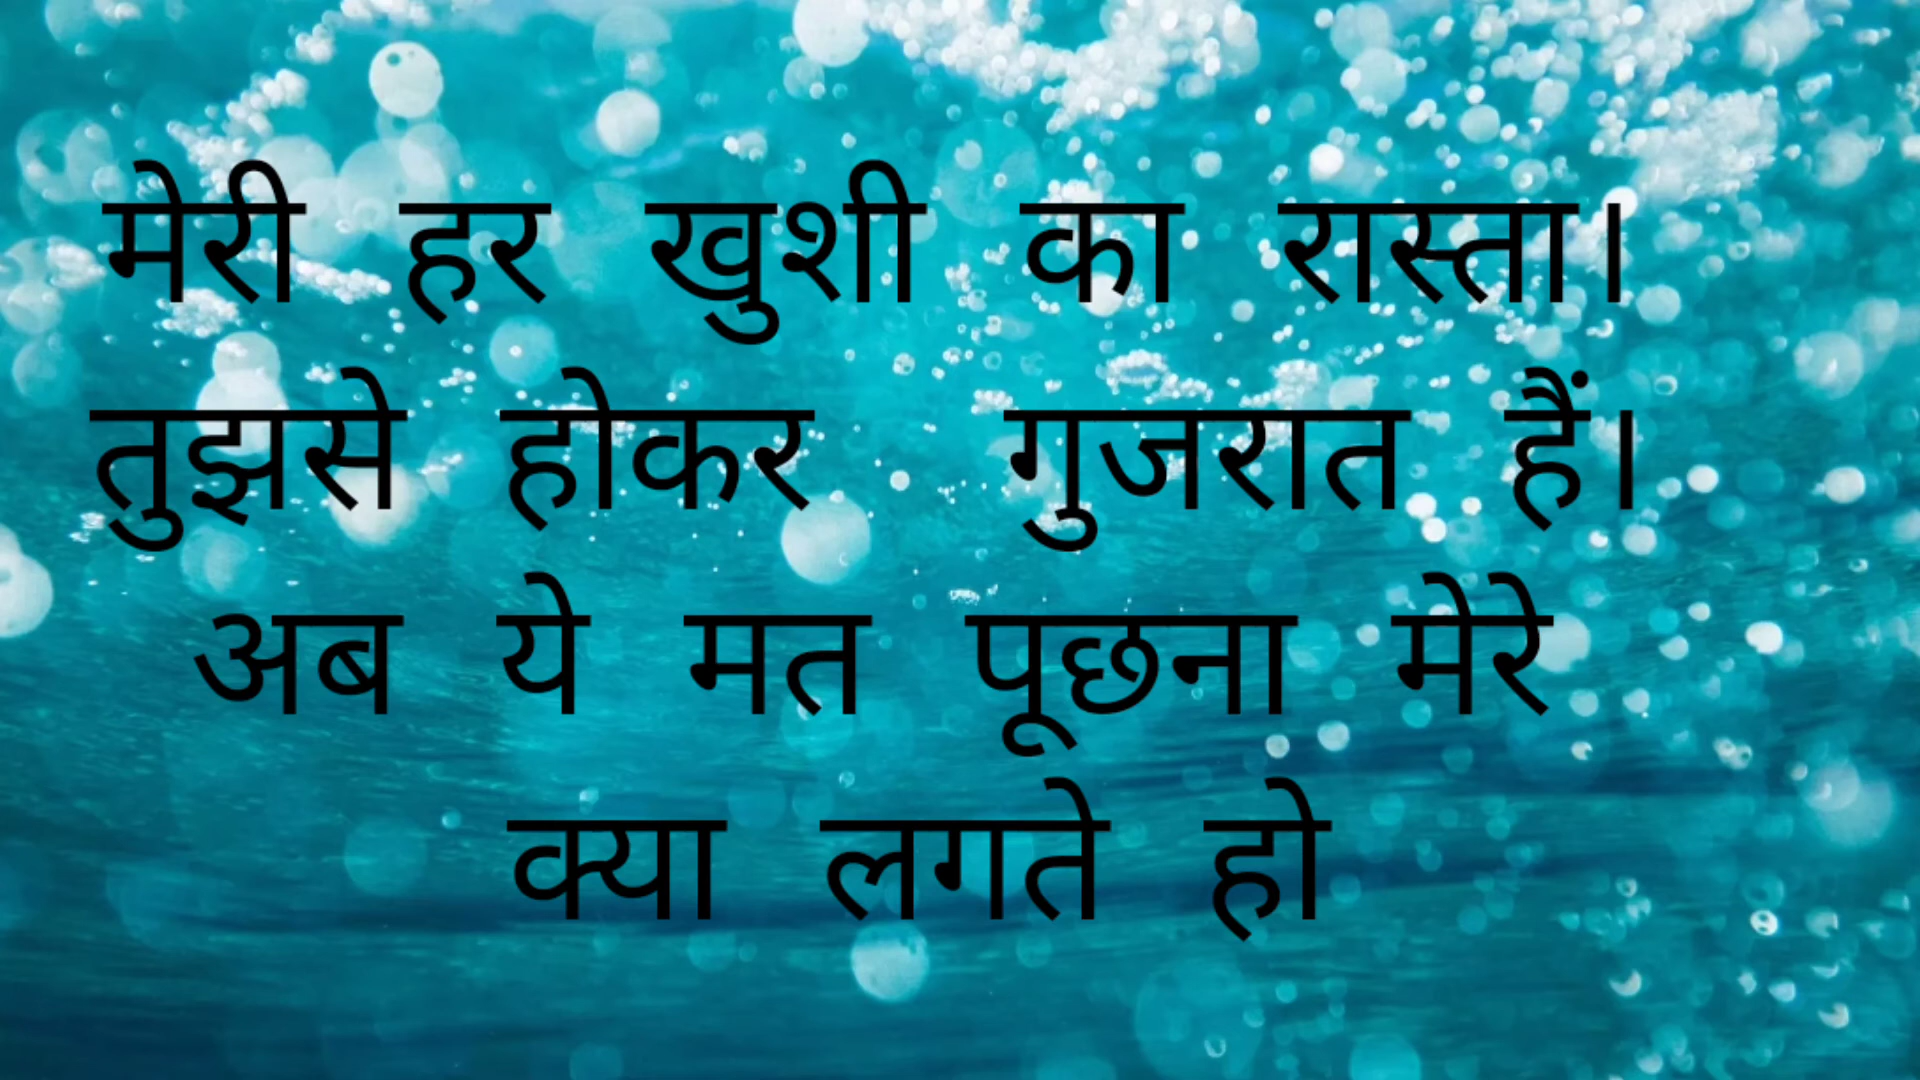 मेरी हर खुशी का रास्ता।
तुझसे होकर गुजरात हैं।
अब ये मत पूछना मेरे
क्या लगते हो